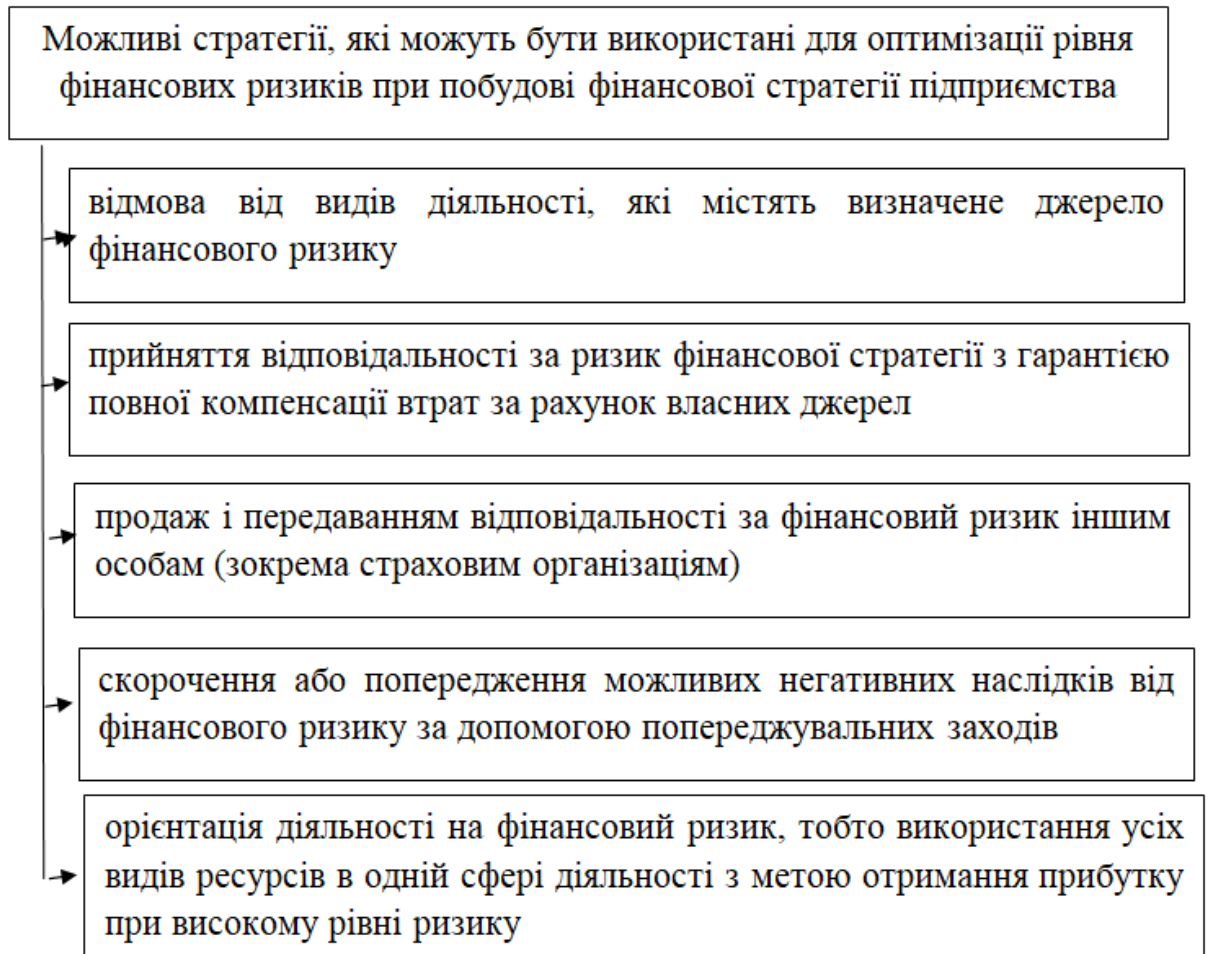 Можливі стратегії, які можуть бути використані для оптимізації рівня
фінансових ризиків при побудові фінансової стратегії підприємства
відмова від видів діяльності, які містять визначене джерело
фінансового ризику
прийняття відповідальності за ризик фінансової стратегії з гарантією
повної компенсації втрат за рахунок власних джерел
продаж і передаванням відповідальності за фінансовий ризик іншим
особам (зокрема страховим організаціям)
скорочення або попередження можливих негативних наслідків від
фінансового ризику за допомогою попереджувальних заходів
орієнтація діяльності на фінансовий ризик, тобто використання усіх
видів ресурсів в одній сфері діяльності з метою отримання прибутку
при високому рівні ризику